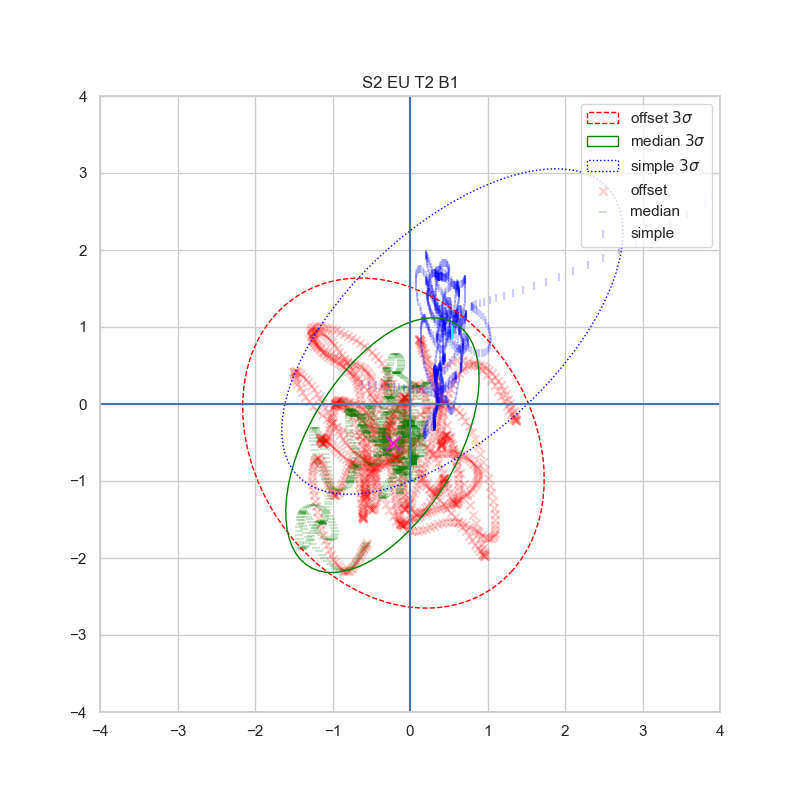 S2 EU T2 B1
offset 3σ
median 3σ
simple 3σ
offset
median
simple
4
3
2
1
0
−1
−2
−3
−4
−4 −3 −2 −1 0 1 2 3 4